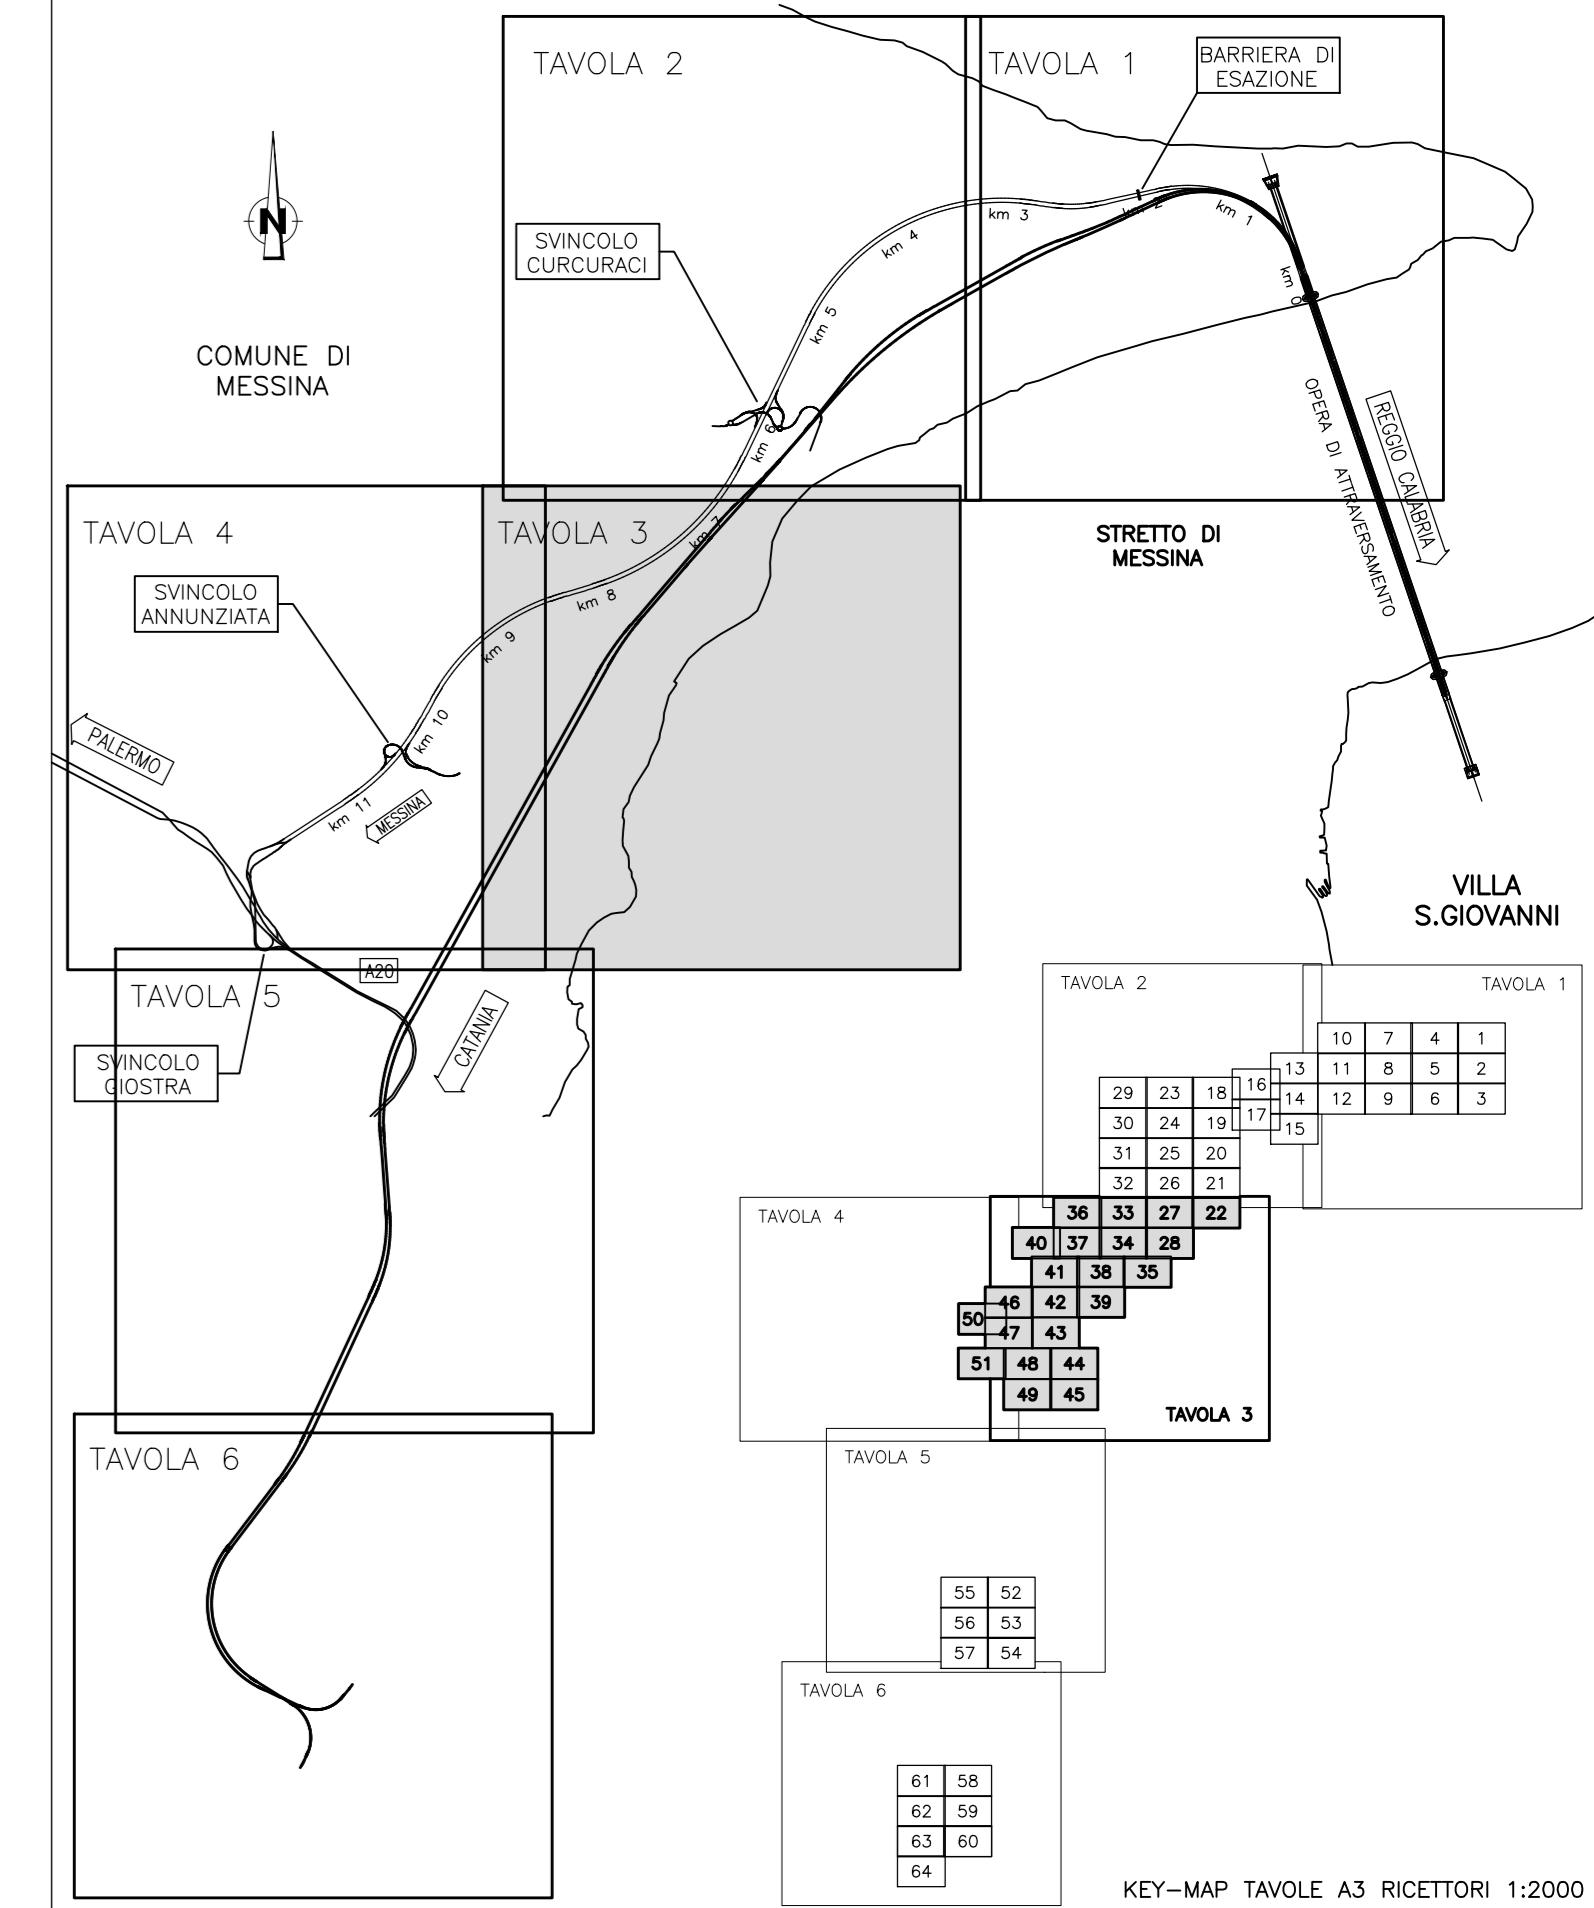 TAVOLA 2
TAVOLA 1
BARRIERA DI
ESAZIONE
N
SVINCOLO
CURCURACI
km 3
km 2
km 1
km 4
km 0
km 5
COMUNE DI
MESSINA
km 6
OPERA DI ATTRAVERSAMENTO
REGGIO CALABRIA
TAVOLA 4
TAVOLA 3
km 7
STRETTO DI
MESSINA
SVINCOLO
ANNUNZIATA
km 8
km 9
km 10
PALERMO
km 11
MESSINA
VILLA
S.GIOVANNI
A20
TAVOLA 5
CATANIA
SVINCOLO
GIOSTRA
TAVOLA 6
TAVOLA 2
TAVOLA 1
10 7 4 1
13 11 8 5 2
16 14 12 9 6 3
17 15
29 23 18
30 24 19
31 25 20
32 26 21
TAVOLA 4
36 33 27 22
40 37 34 28
41 38 35
46 42 39
50 47 43
51 48 44
49 45
TAVOLA 3
TAVOLA 5
55 52
56 53
57 54
TAVOLA 6
61 58
62 59
63 60
64
KEY-MAP TAVOLE A3 RICETTORI 1:2000